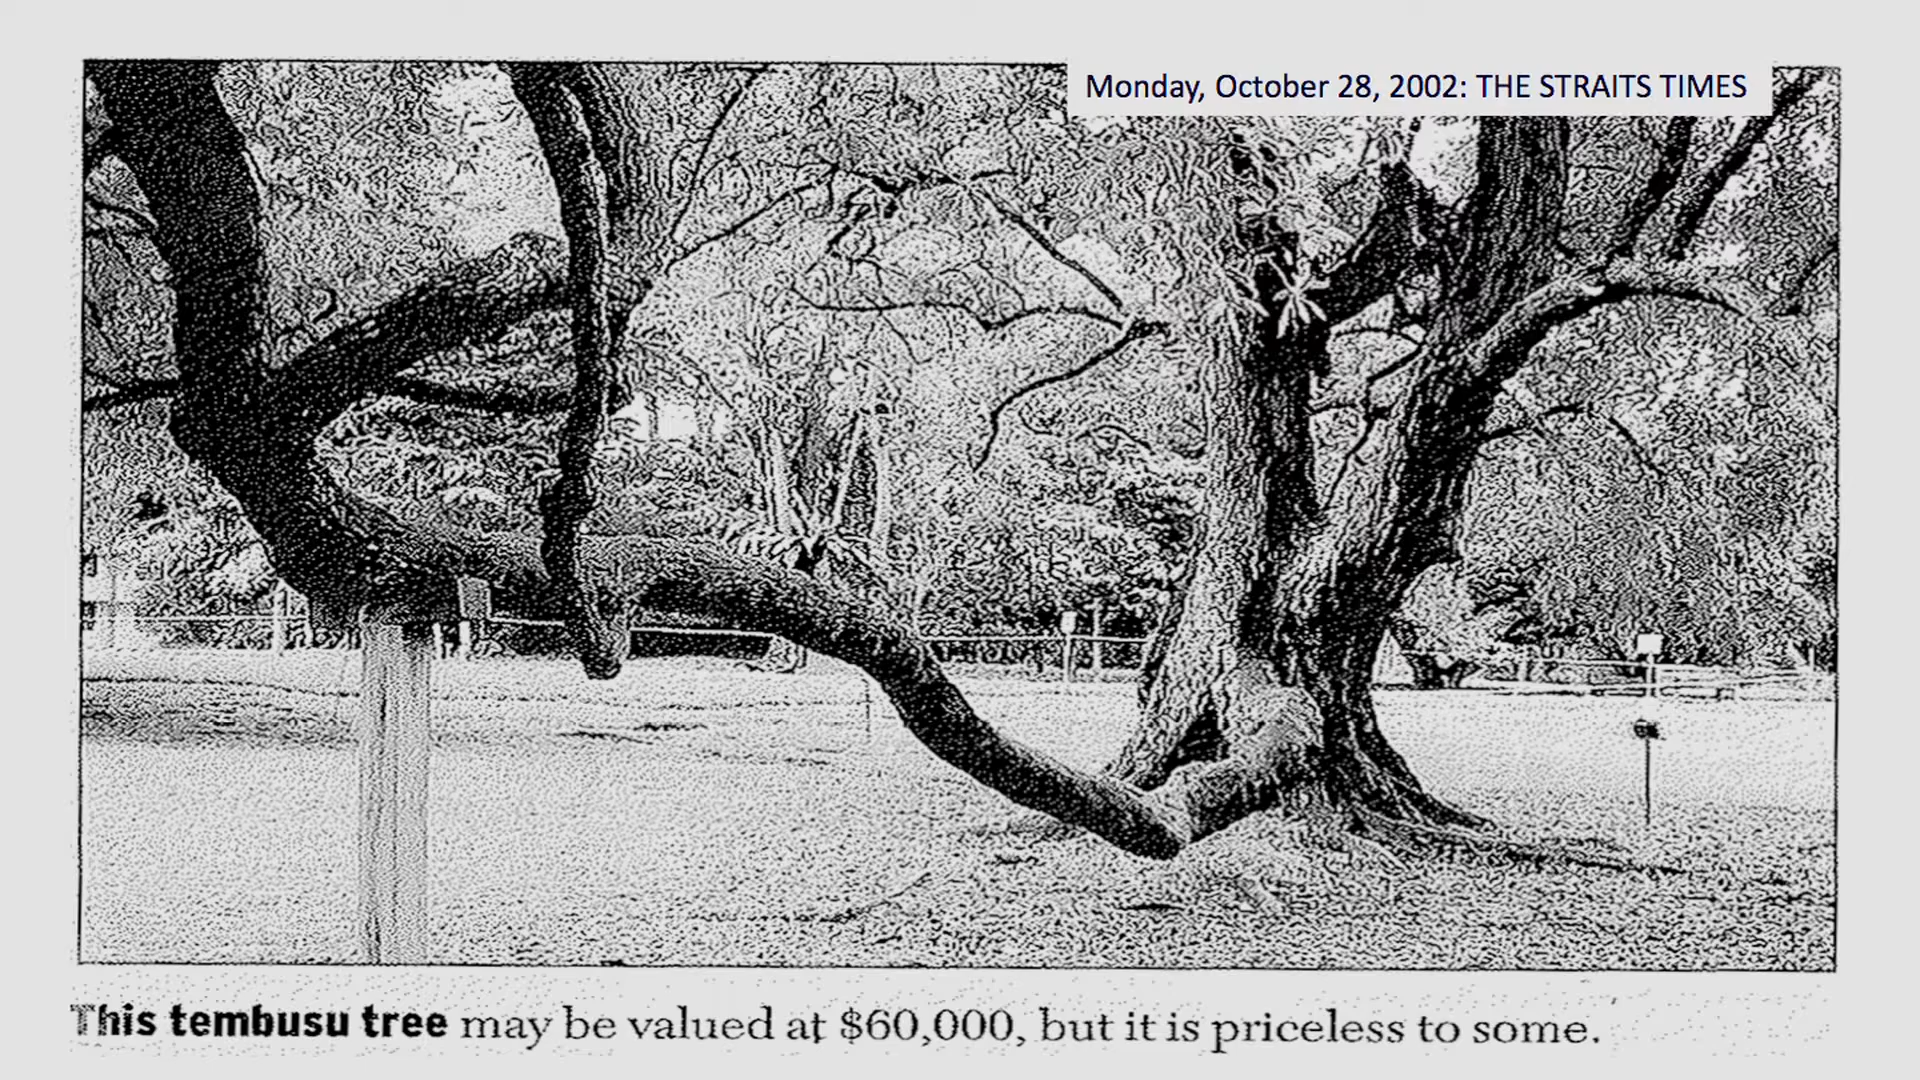 Monday, October 28, 2002: THE STRAITS TIMES
This tembusu tree may be valued at $60,000, but it is priceless to some.